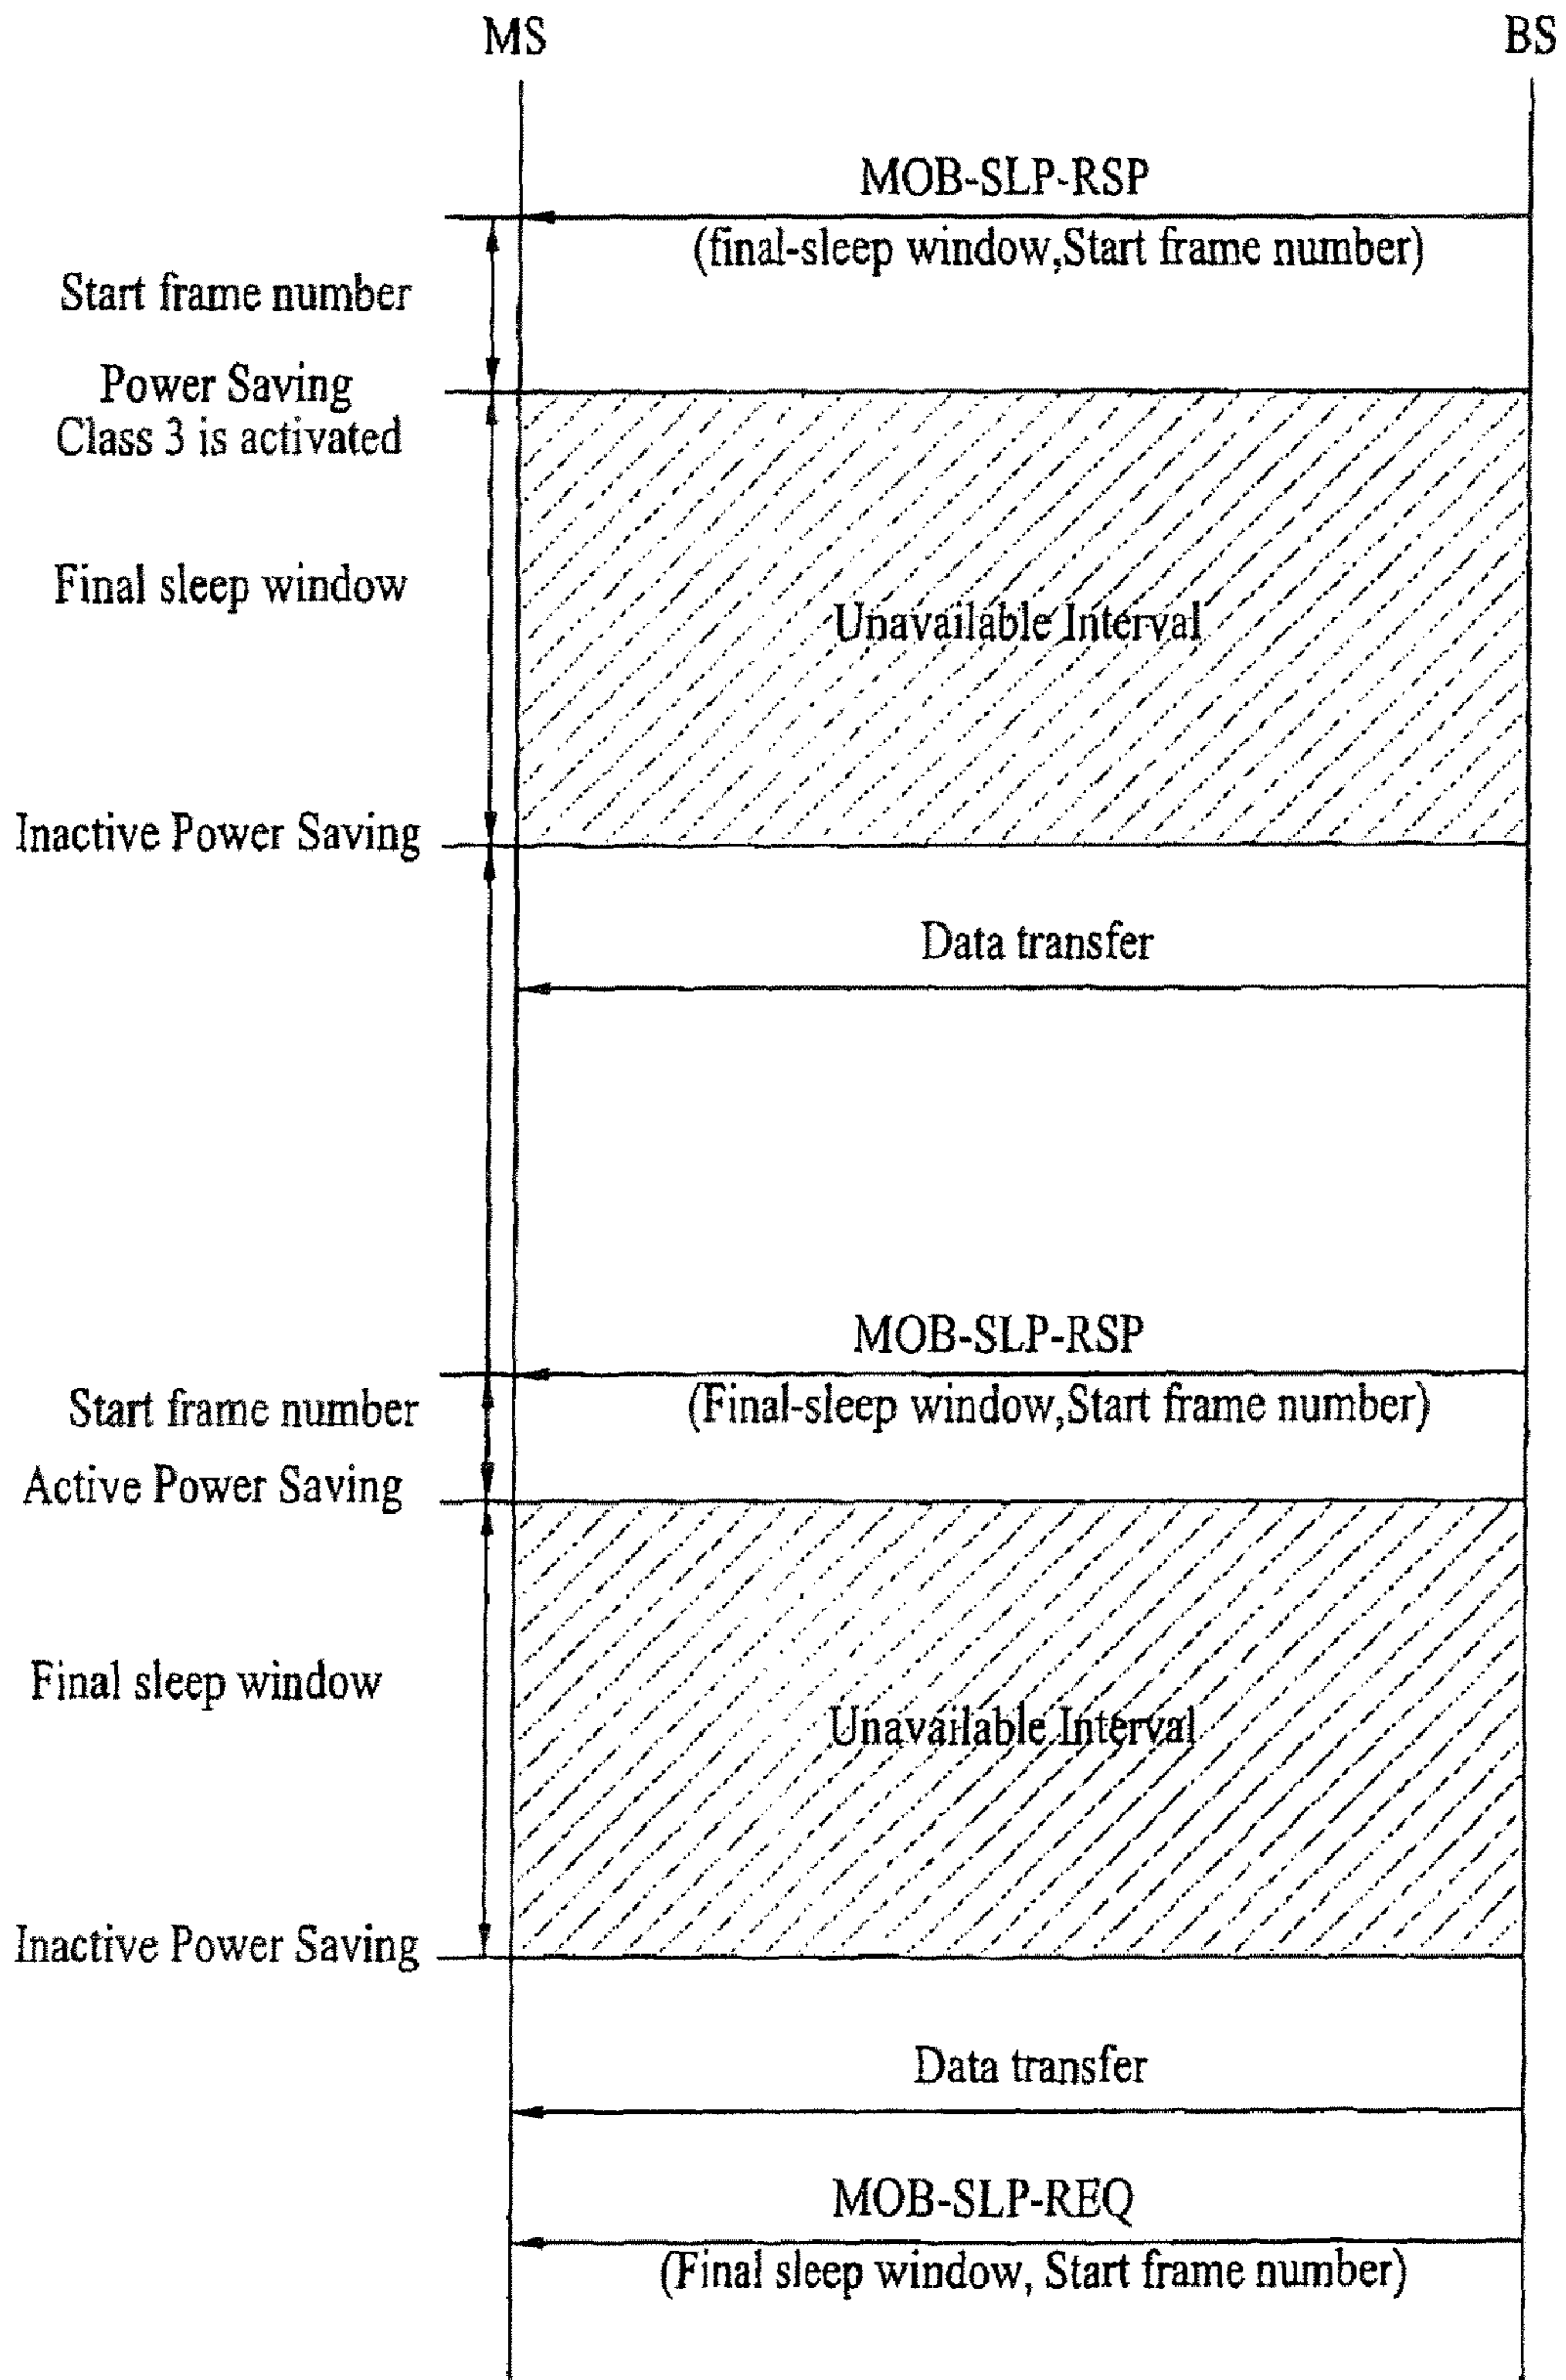 MS
BS
MOB-SLP-RSP
(final-sleep window,Start frame number)
Start frame number
Power Saving
Class 3 is activated
Final sleep window
Unavailable Interval
Inactive Power Saving
Data transfer
MOB-SLP-RSP
(Final-sleep window,Start frame number)
Start frame number
Active Power Saving
Final sleep window
Unavailable Interval
Inactive Power Saving
Data transfer
MOB-SLP-REQ
(Final sleep window, Start frame number)